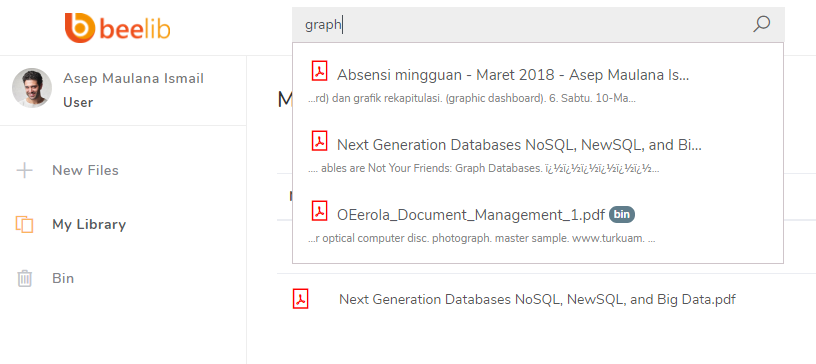 beelib
graph
Asep Maulana Ismail
User
New Files
My Library
Bin
Absensi mingguan - Maret 2018 - Asep Maulana Is...
...rd) dan grafik rekapitulasi. (graphic dashboard). 6. Sabtu. 10-Ma...
Next Generation Databases NoSQL, NewSQL, and Bi...
.... ables are Not Your Friends: Graph Databases. ï¿½ï¿½ï¿½ï¿½ï¿½ï¿½...
OEerola_Document_Management_1.pdf bin
...r optical computer disc. photograph. master sample. www.turkuam. ...
Next Generation Databases NoSQL, NewSQL, and Big Data.pdf